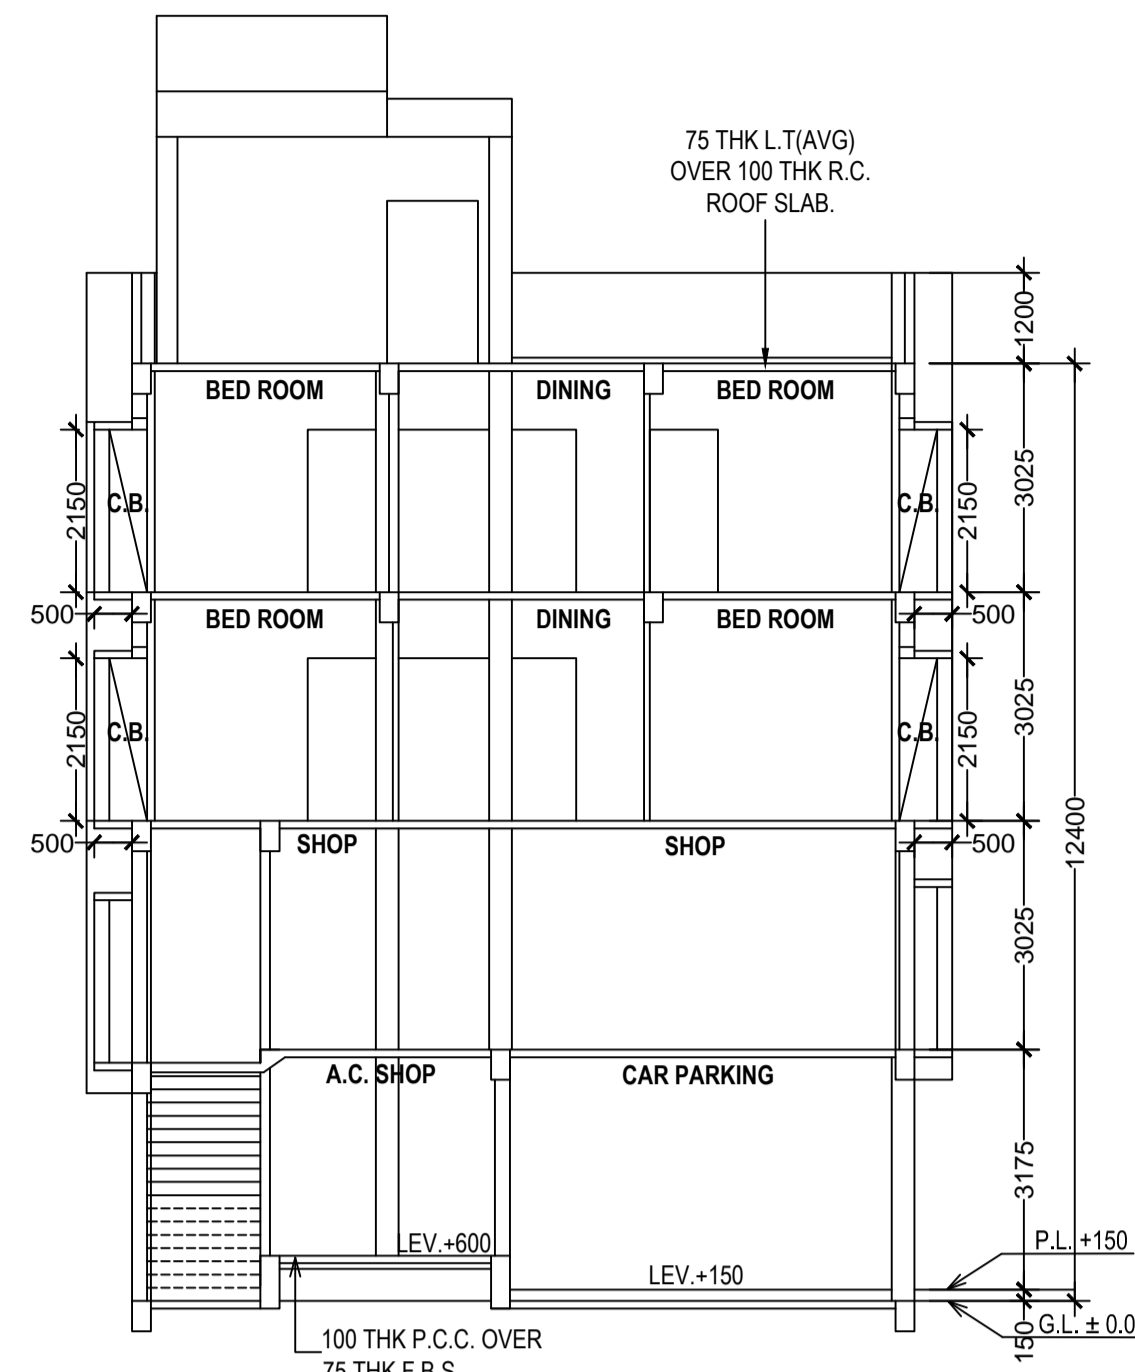 75 THK L.T(AVG)
OVER 100 THK R.C.
ROOF SLAB.
1200
BED ROOM
DINING
BED ROOM
2150
C.B.
C.B.
2150
3025
500
500
BED ROOM
DINING
BED ROOM
2150
C.B.
C.B.
2150
3025
12400
500
500
SHOP
SHOP
3025
A.C. SHOP
CAR PARKING
3175
LEV.+600
LEV.+150
P.L. +150
G.L. ± 0.0
150
100 THK P.C.C. OVER
75 THK F.B.S